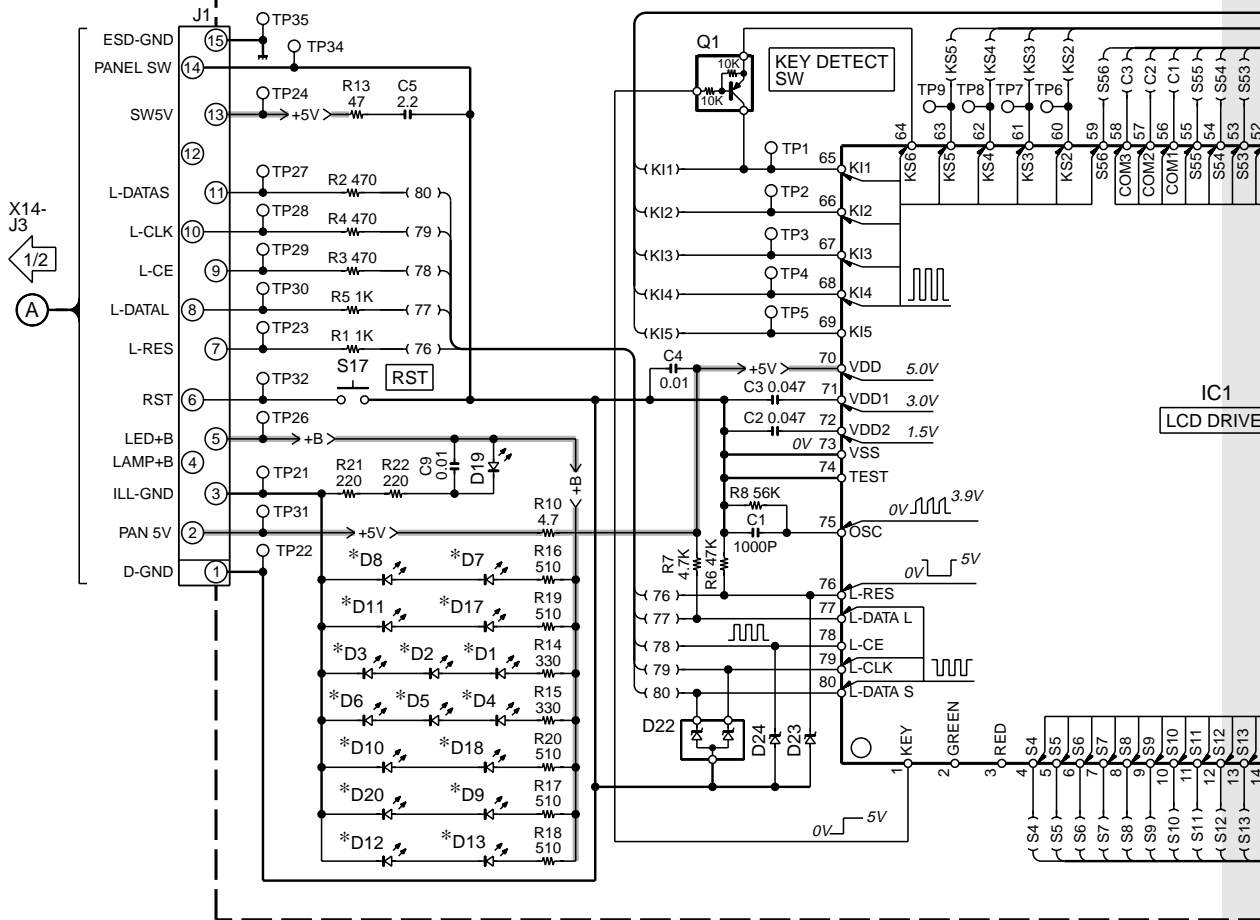 J1
X14-
J3
1/2
A
ESD-GND 15 TP35
PANEL SW 14 TP34
SW5V 13 TP24 +5V R13 47 C5 2.2
12
L-DATAS 11 TP27 R2 470 80
L-CLK 10 TP28 R4 470 79
L-CE 9 TP29 R3 470 78
L-DATAL 8 TP30 R5 1K 77
L-RES 7 TP23 R1 1K 76
RST 6 TP32 S17 RST
LED+B 5 TP26 +B
LAMP+B 4
ILL-GND 3 TP21 R21 220 R22 220 C9 0.01 D19 +B
PAN 5V 2 TP31 +5V R10 4.7
D-GND 1 TP22
*D8 *D7 R16 510
*D11 *D17 R19 510
*D3 *D2 *D1 R14 330
*D6 *D5 *D4 R15 330
*D10 *D18 R20 510
*D20 *D9 R17 510
*D12 *D13 R18 510
Q1 10K 10K
KEY DETECT
SW
KS5 KS4 KS3 KS2 S56 C3 C2 C1 S55 S54 S53
TP9 TP8 TP7 TP6
64 63 62 61 60 59 58 57 56 55 54 53 52
KS6 KS5 KS4 KS3 KS2 S56 COM3 COM2 COM1 S55 S54 S53
KI1 TP1 65 KI1
KI2 TP2 66 KI2
KI3 TP3 67 KI3
KI4 TP4 68 KI4
KI5 TP5 69 KI5
C4 0.01 +5V 70 VDD 5.0V
C3 0.047 71 VDD1 3.0V
C2 0.047 72 VDD2 1.5V
0V 73 VSS
74 TEST
R8 56K
C1 1000P 75 OSC 0V 3.9V
R7 4.7K R6 47K
0V 5V
76 76 L-RES
77 77 L-DATA L
78 78 L-CE
79 79 L-CLK
80 80 L-DATA S
IC1
LCD DRIVE
D22 D24 D23
KEY GREEN RED S4 S5 S6 S7 S8 S9 S10 S11 S12 S13
1 2 3 4 5 6 7 8 9 10 11 12 13 14
0V 5V
S4 S5 S6 S7 S8 S9 S10 S11 S12 S13